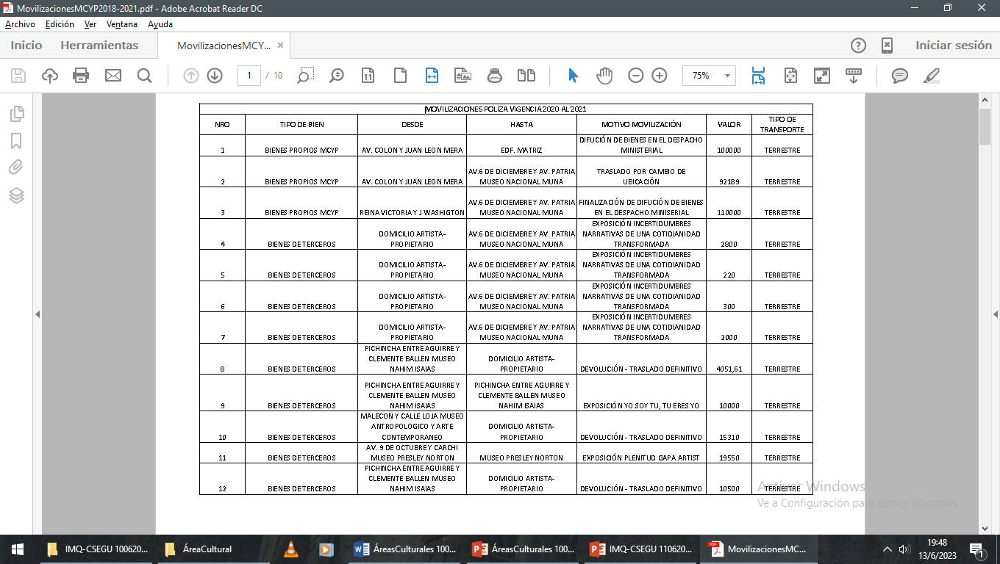 MovilizacionesMCYP2018-2021.pdf - Adobe Acrobat Reader DC
Archivo Edición Ver Ventana Ayuda
Inicio Herramientas MovilizacionesMCY... × Iniciar sesión
1 / 10 75%
MOVILIZACIONES POLIZA VIGENCIA 2020 AL 2021
NRO TIPO DE BIEN DESDE HASTA MOTIVO MOVILIZACIÓN VALOR TIPO DE
TRANSPORTE
DIFUCIÓN DE BIENES EN EL DESPACHO
1 BIENES PROPIOS MCYP AV. COLON Y JUAN LEON MERA EDF. MATRIZ MINISTERIAL 100000 TERRESTRE
AV.6 DE DICIEMBRE Y AV. PATRIA TRASLADO POR CAMBIO DE
2 BIENES PROPIOS MCYP AV. COLON Y JUAN LEON MERA MUSEO NACIONAL MUNA UBICACIÓN 92189 TERRESTRE
AV.6 DE DICIEMBRE Y AV. PATRIA FINALIZACIÓN DE DIFUCIÓN DE BIENES
3 BIENES PROPIOS MCYP REINA VICTORIA Y J WASHIGTON MUSEO NACIONAL MUNA EN EL DESPACHO MINISERIAL 110000 TERRESTRE
EXPOSICIÓN INCERTIDUMBRES
DOMICILIO ARTISTA- AV.6 DE DICIEMBRE Y AV. PATRIA NARRATIVAS DE UNA COTIDIANIDAD
4 BIENES DE TERCEROS PROPIETARIO MUSEO NACIONAL MUNA TRANSFORMADA 2800 TERRESTRE
EXPOSICIÓN INCERTIDUMBRES
DOMICILIO ARTISTA- AV.6 DE DICIEMBRE Y AV. PATRIA NARRATIVAS DE UNA COTIDIANIDAD
5 BIENES DE TERCEROS PROPIETARIO MUSEO NACIONAL MUNA TRANSFORMADA 220 TERRESTRE
EXPOSICIÓN INCERTIDUMBRES
DOMICILIO ARTISTA- AV.6 DE DICIEMBRE Y AV. PATRIA NARRATIVAS DE UNA COTIDIANIDAD
6 BIENES DE TERCEROS PROPIETARIO MUSEO NACIONAL MUNA TRANSFORMADA 300 TERRESTRE
EXPOSICIÓN INCERTIDUMBRES
DOMICILIO ARTISTA- AV.6 DE DICIEMBRE Y AV. PATRIA NARRATIVAS DE UNA COTIDIANIDAD
7 BIENES DE TERCEROS PROPIETARIO MUSEO NACIONAL MUNA TRANSFORMADA 2000 TERRESTRE
PICHINCHA ENTRE AGUIRRE Y
CLEMENTE BALLEN MUSEO DOMICILIO ARTISTA-
8 BIENES DE TERCEROS NAHIM ISAIAS PROPIETARIO DEVOLUCIÓN - TRASLADO DEFINITIVO 4051,61 TERRESTRE
PICHINCHA ENTRE AGUIRRE Y PICHINCHA ENTRE AGUIRRE Y
CLEMENTE BALLEN MUSEO CLEMENTE BALLEN MUSEO
9 BIENES DE TERCEROS NAHIM ISAIAS NAHIM ISAIAS EXPOSICIÓN YO SOY TU, TU ERES YO 10000 TERRESTRE
MALECON Y CALLE LOJA MUSEO
ANTROPOLOGICO Y ARTE DOMICILIO ARTISTA-
10 BIENES DE TERCEROS CONTEMPORANEO PROPIETARIO DEVOLUCIÓN - TRASLADO DEFINITIVO 15310 TERRESTRE
AV. 9 DE OCTUBRE Y CARCHI
11 BIENES DE TERCEROS MUSEO PRESLEY NORTON MUSEO PRESLEY NORTON EXPOSICIÓN PLENITUD GAPA ARTIST 19550 TERRESTRE
PICHINCHA ENTRE AGUIRRE Y
CLEMENTE BALLEN MUSEO DOMICILIO ARTISTA-
12 BIENES DE TERCEROS NAHIM ISAIAS PROPIETARIO DEVOLUCIÓN - TRASLADO DEFINITIVO 10500 TERRESTRE
Activar Windows
Ve a Configuración para activar Windows.
IMQ-CSEGU 100620... ÁreaCultural ÁreasCulturales 100... ÁreasCulturales 100... IMQ-CSEGU 110620... MovilizacionesMC...
19:48
13/6/2023
1